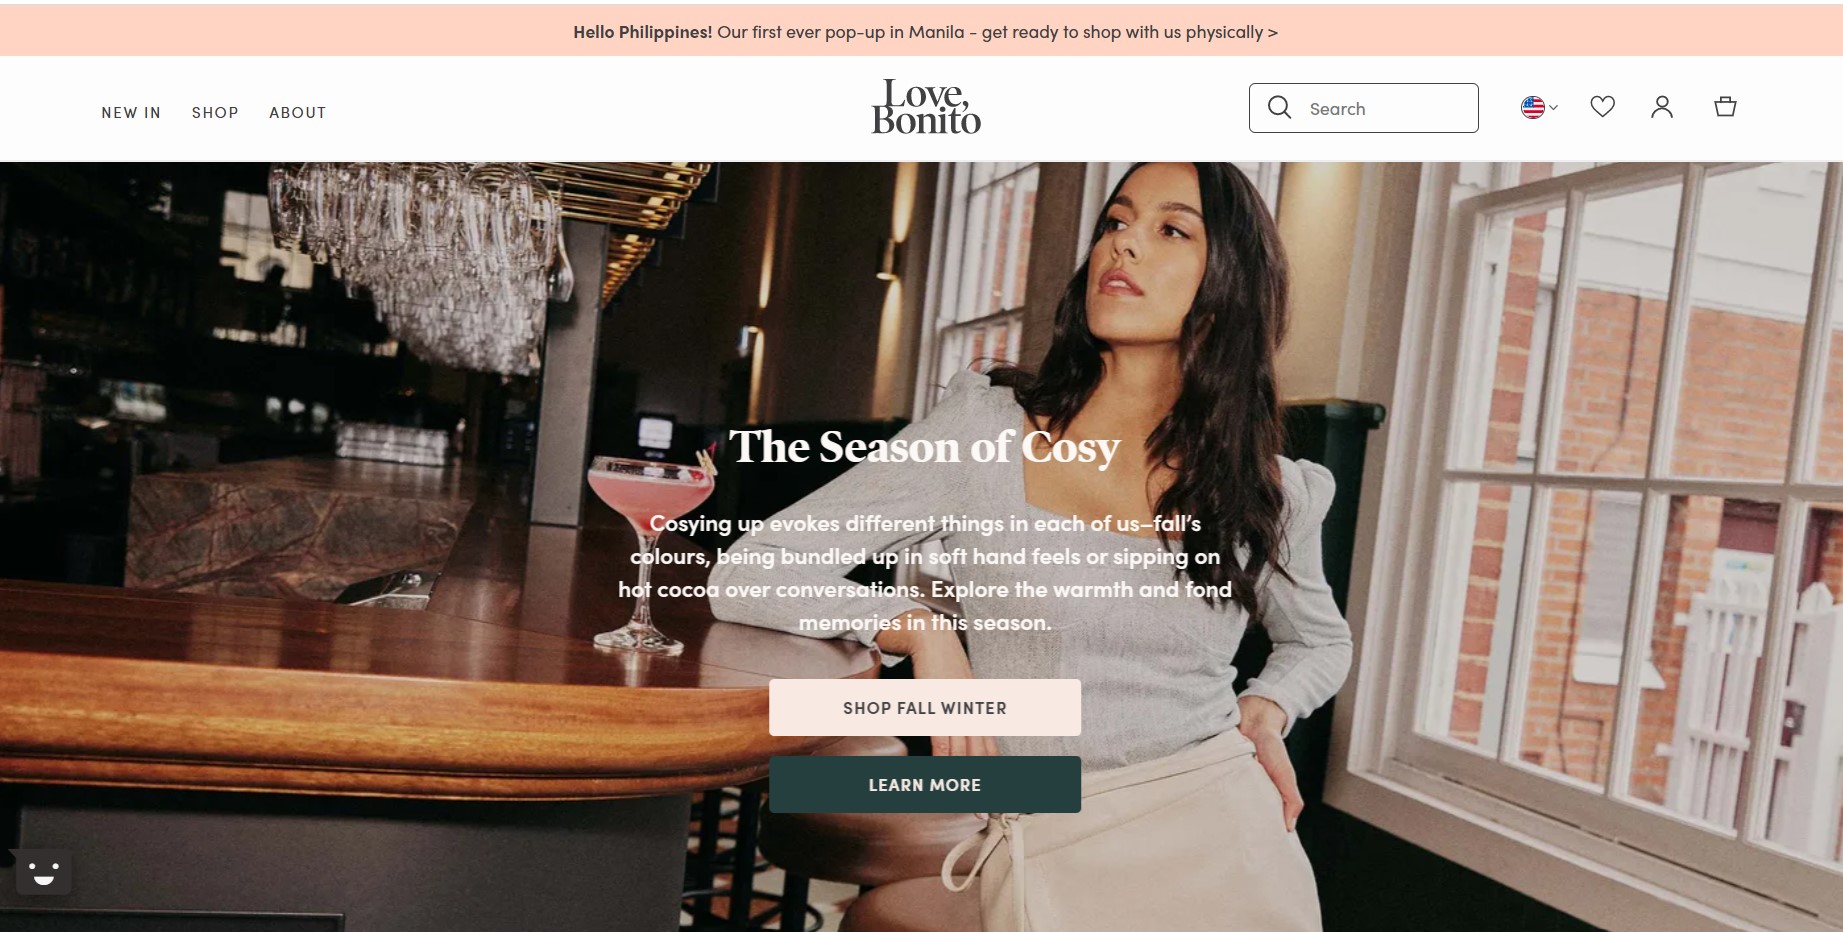 Hello Philippines! Our first ever pop-up in Manila - get ready to shop with us physically >
NEW IN
SHOP
ABOUT
Love,
Bonito
Search
The Season of Cosy
Cosying up evokes different things in each of us—fall’s
colours, being bundled up in soft hand feels or sipping on
hot cocoa over conversations. Explore the warmth and fond
memories in this season.
SHOP FALL WINTER
LEARN MORE